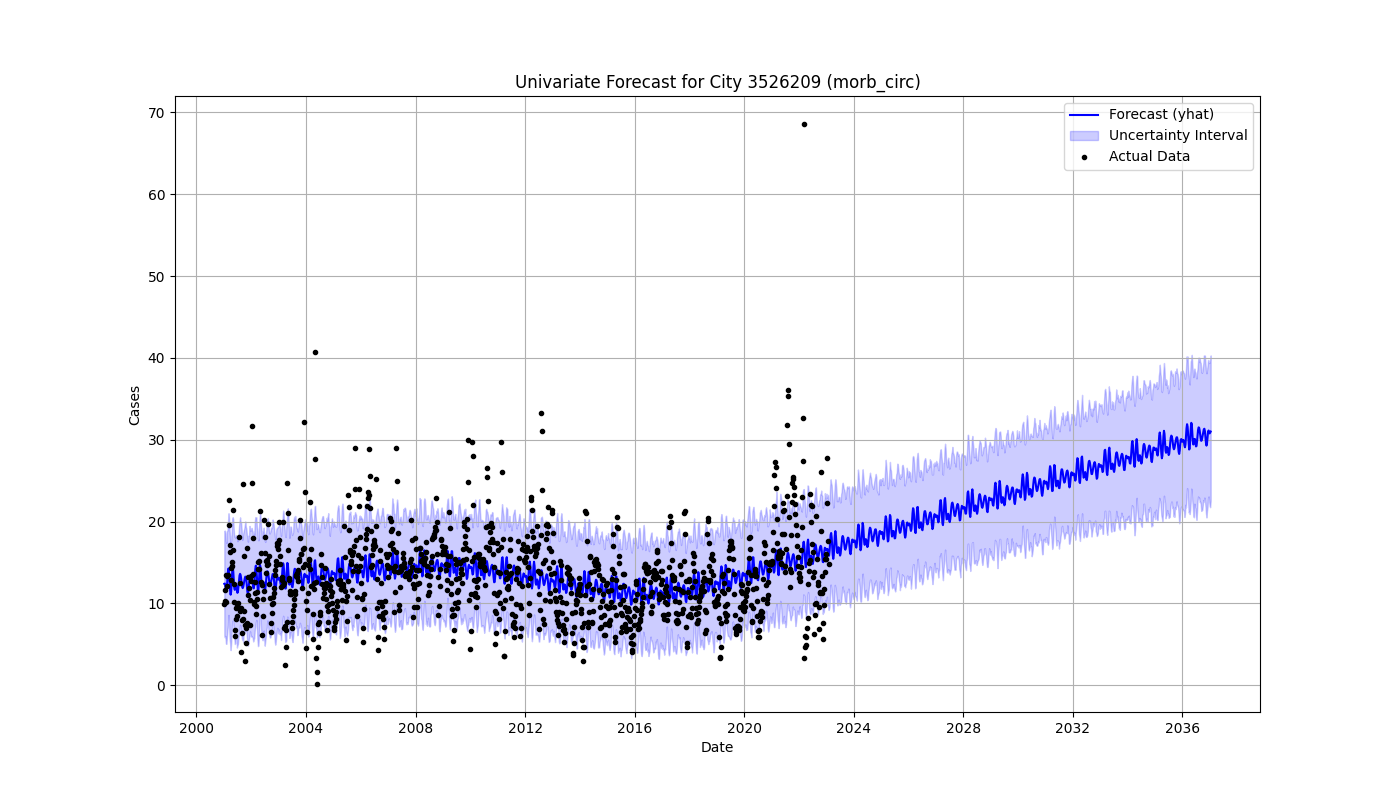 Univariate Forecast for City 3526209 (morb_circ)
Forecast (yhat)
Uncertainty Interval
Actual Data
Cases
70
60
50
40
30
20
10
0
2000 2004 2008 2012 2016 2020 2024 2028 2032 2036
Date